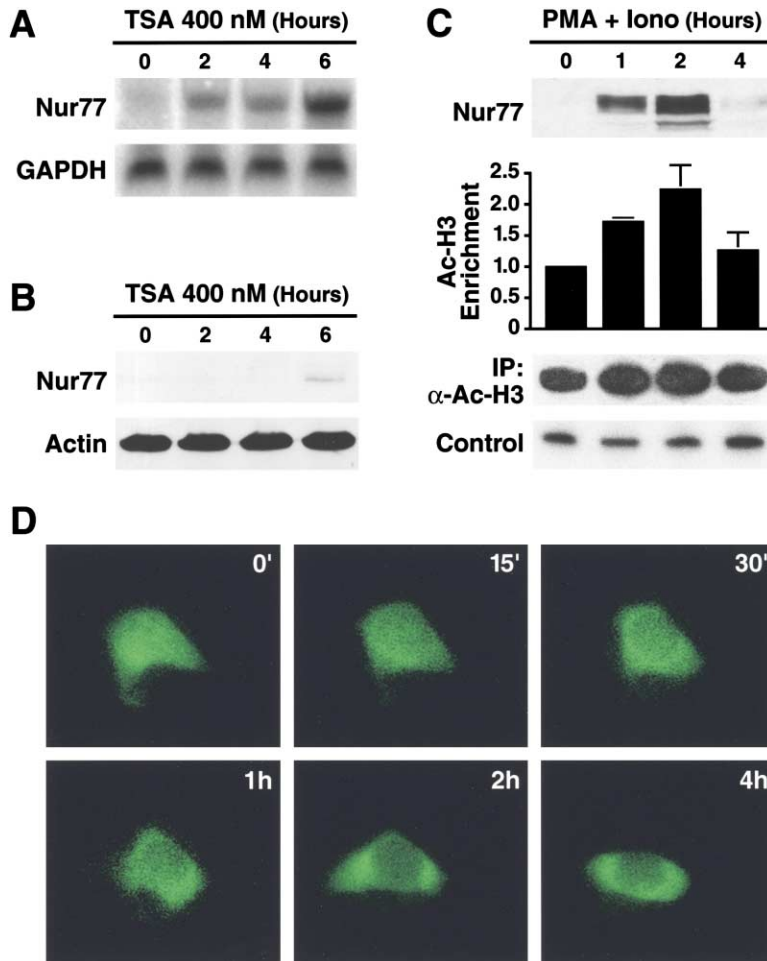 A
TSA 400 nM (Hours)
0 2 4 6
Nur77
GAPDH
B
TSA 400 nM (Hours)
0 2 4 6
Nur77
Actin
C
PMA + Iono (Hours)
0 1 2 4
Nur77
Ac-H3
Enrichment
2.5
2.0
1.5
1.0
0.5
0
IP:
α-Ac-H3
Control
D
0' 15' 30'
1h 2h 4h